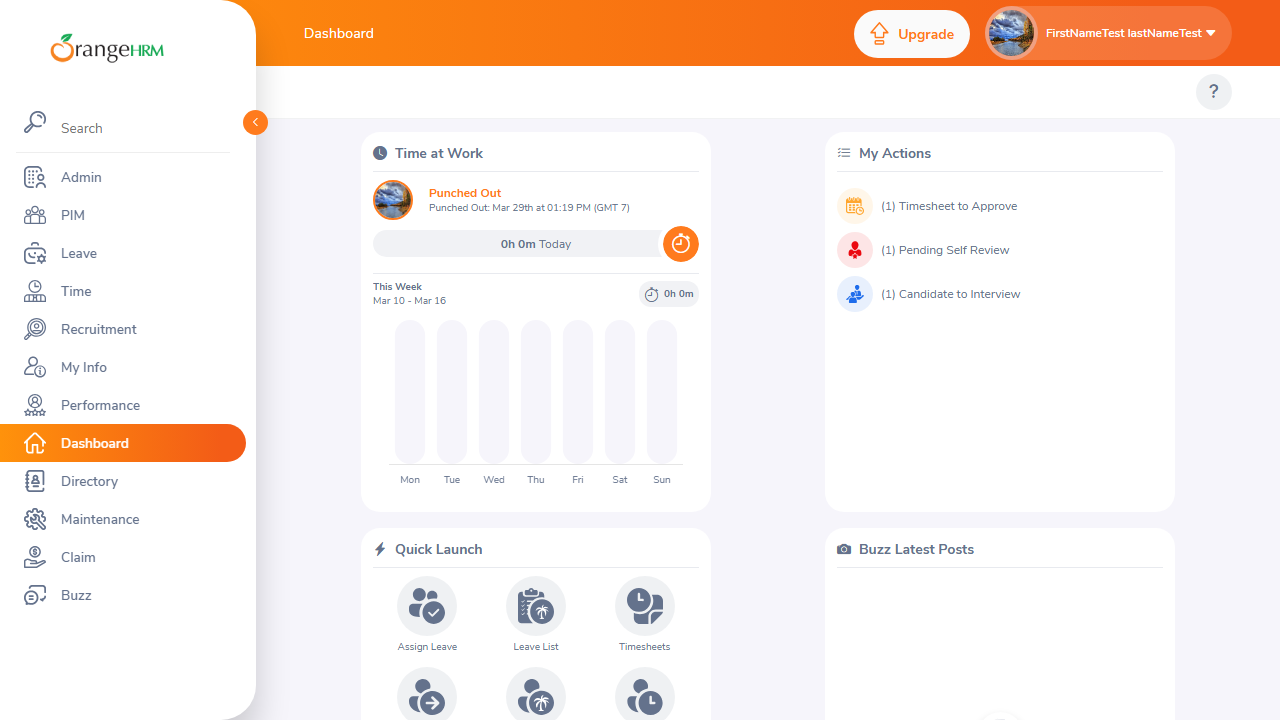 OrangeHRM
Search
Admin
PIM
Leave
Time
Recruitment
My Info
Performance
Dashboard
Directory
Maintenance
Claim
Buzz
Dashboard
Upgrade
FirstNameTest lastNameTest
?
Time at Work
Punched Out
Punched Out: Mar 29th at 01:19 PM (GMT 7)
0h 0m Today
This Week
Mar 10 - Mar 16
0h 0m
Mon Tue Wed Thu Fri Sat Sun
My Actions
(1) Timesheet to Approve
(1) Pending Self Review
(1) Candidate to Interview
Quick Launch
Assign Leave Leave List Timesheets
Buzz Latest Posts